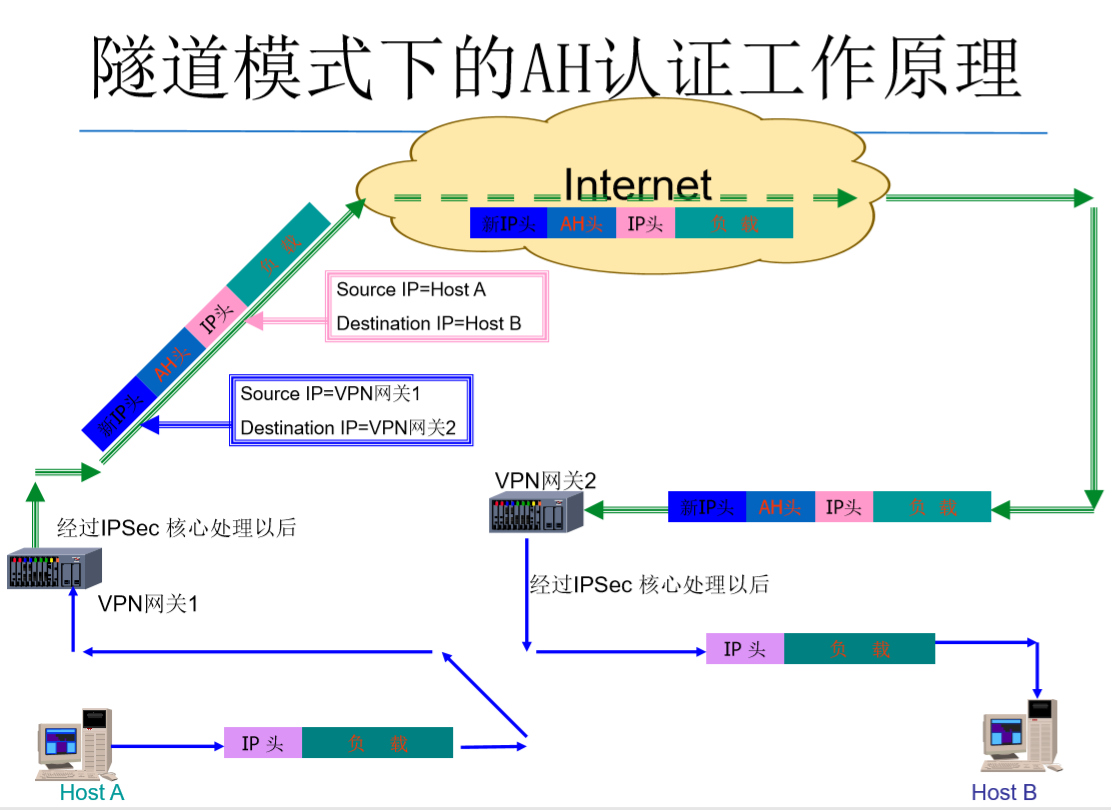 隧道模式下的AH认证工作原理
Internet
新IP头 AH头 IP头 负 载
新IP头 AH头 IP头 负 载
Source IP=Host A
Destination IP=Host B
Source IP=VPN网关1
Destination IP=VPN网关2
VPN网关2
新IP头 AH头 IP头 负 载
经过IPSec 核心处理以后
VPN网关1
经过IPSec 核心处理以后
IP 头 负 载
IP 头 负 载
Host A
Host B